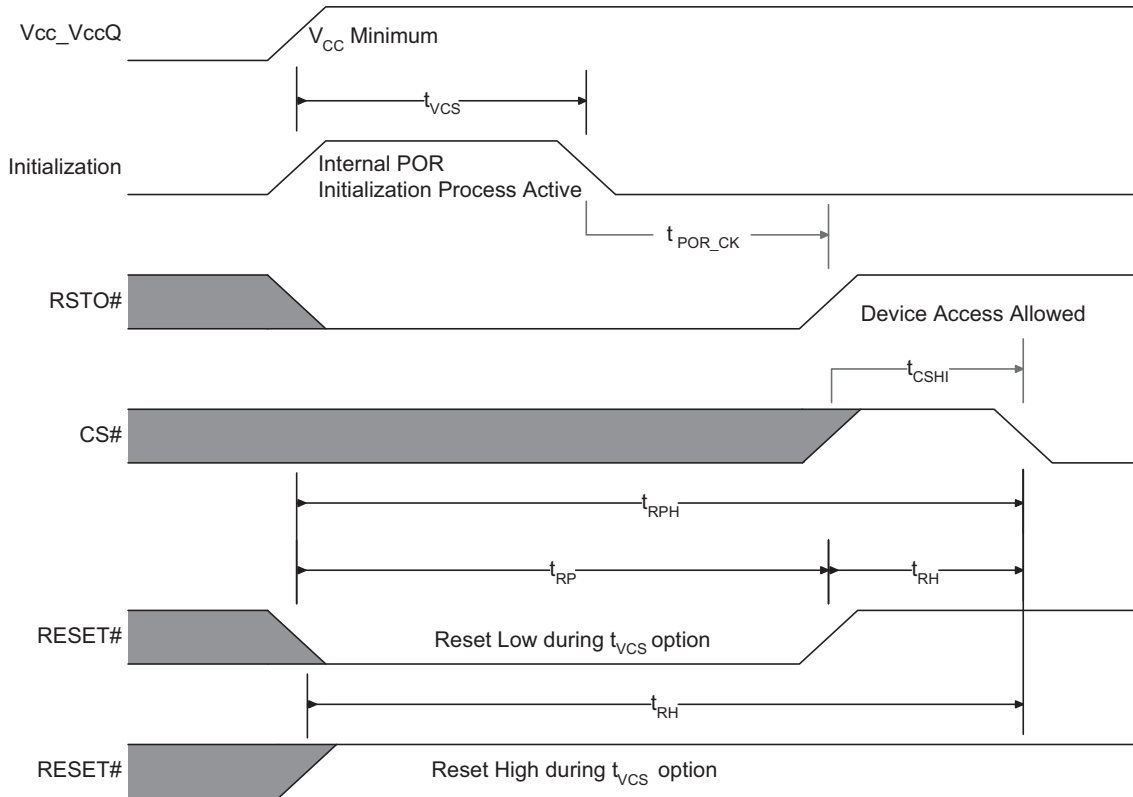 Vcc_VccQ
VCC Minimum
tVCS
Initialization
Internal POR
Initialization Process Active
tPOR_CK
RSTO#
Device Access Allowed
tCSHI
CS#
tRPH
tRP
tRH
RESET#
Reset Low during tVCS option
tRH
RESET#
Reset High during tVCS option